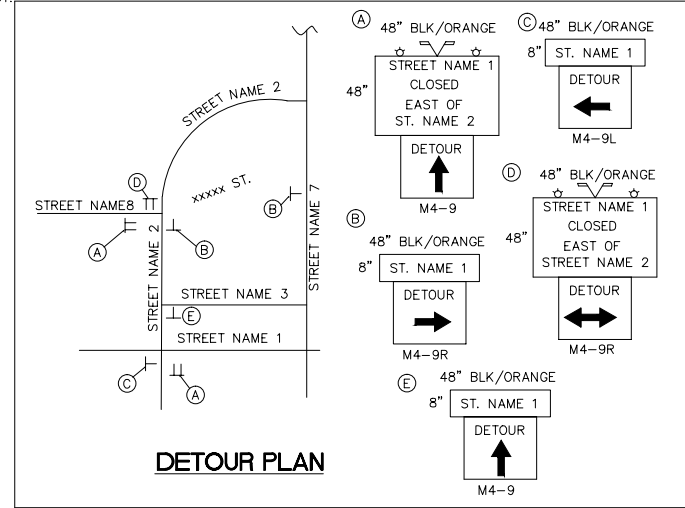 STREET NAME 2
D
xxxxx ST.
STREET NAME8
B
A
B
STREET NAME 2
STREET NAME 7
STREET NAME 3
E
STREET NAME 1
C
A
DETOUR PLAN
A
48" BLK/ORANGE
48"
STREET NAME 1
CLOSED
EAST OF
ST. NAME 2
DETOUR
M4-9
B
48" BLK/ORANGE
8"
ST. NAME 1
DETOUR
M4-9R
C
48" BLK/ORANGE
8"
ST. NAME 1
DETOUR
M4-9L
D
48" BLK/ORANGE
48"
STREET NAME 1
CLOSED
EAST OF
STREET NAME 2
DETOUR
M4-9R
E
48" BLK/ORANGE
8"
ST. NAME 1
DETOUR
M4-9